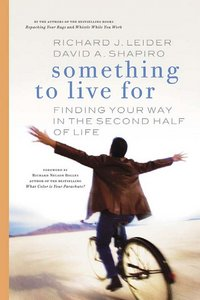 BY THE AUTHORS OF THE BESTSELLING BOOKS
Repacking Your Bags and Whistle While You Work
RICHARD J. LEIDER
DAVID A. SHAPIRO
something
to live for
FINDING YOUR WAY
IN THE SECOND HALF
OF LIFE
FOREWORD BY
RICHARD NELSON BOLLES
AUTHOR OF THE BESTSELLING
What Color is Your Parachute?